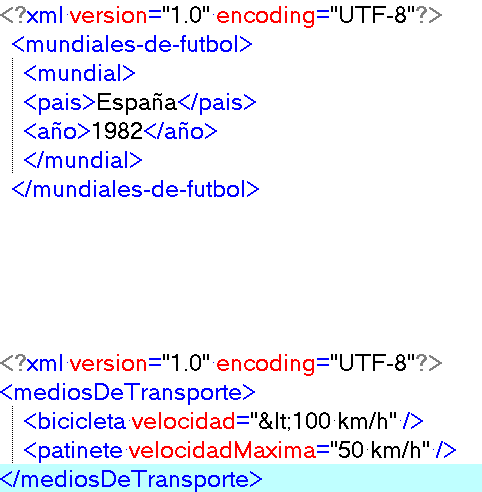 <?xml version="1.0" encoding="UTF-8"?>
<mundiales-de-futbol>
<mundial>
<pais>España</pais>
<año>1982</año>
</mundial>
</mundiales-de-futbol>
<?xml version="1.0" encoding="UTF-8"?>
<mediosDeTransporte>
<bicicleta velocidad="&lt;100 km/h" />
<patinete velocidadMaxima="50 km/h" />
</mediosDeTransporte>